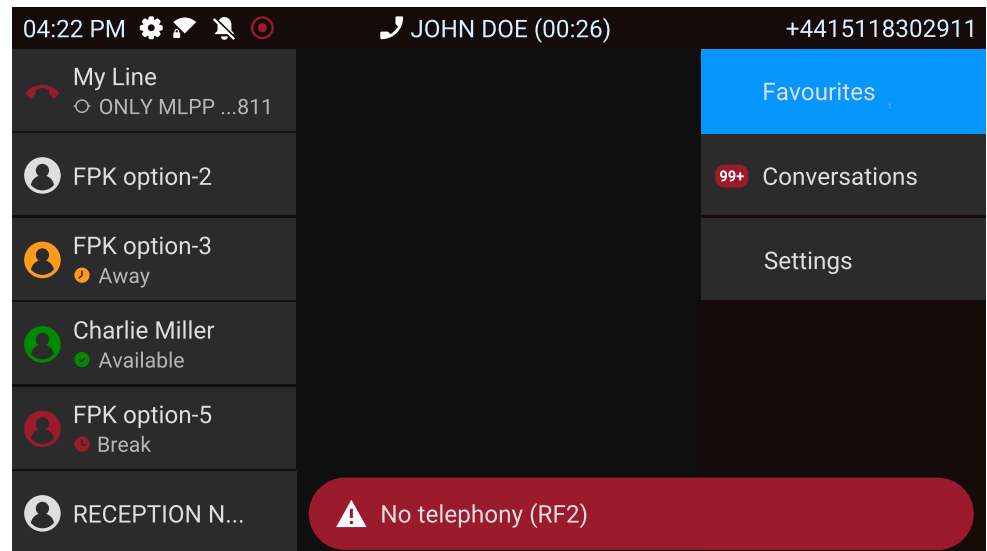 04:22 PM
JOHN DOE (00:26)
+4415118302911
My Line
ONLY MLPP ...811
FPK option-2
FPK option-3
Away
Charlie Miller
Available
FPK option-5
Break
RECEPTION N...
Favourites
1
99+ Conversations
Settings
No telephony (RF2)